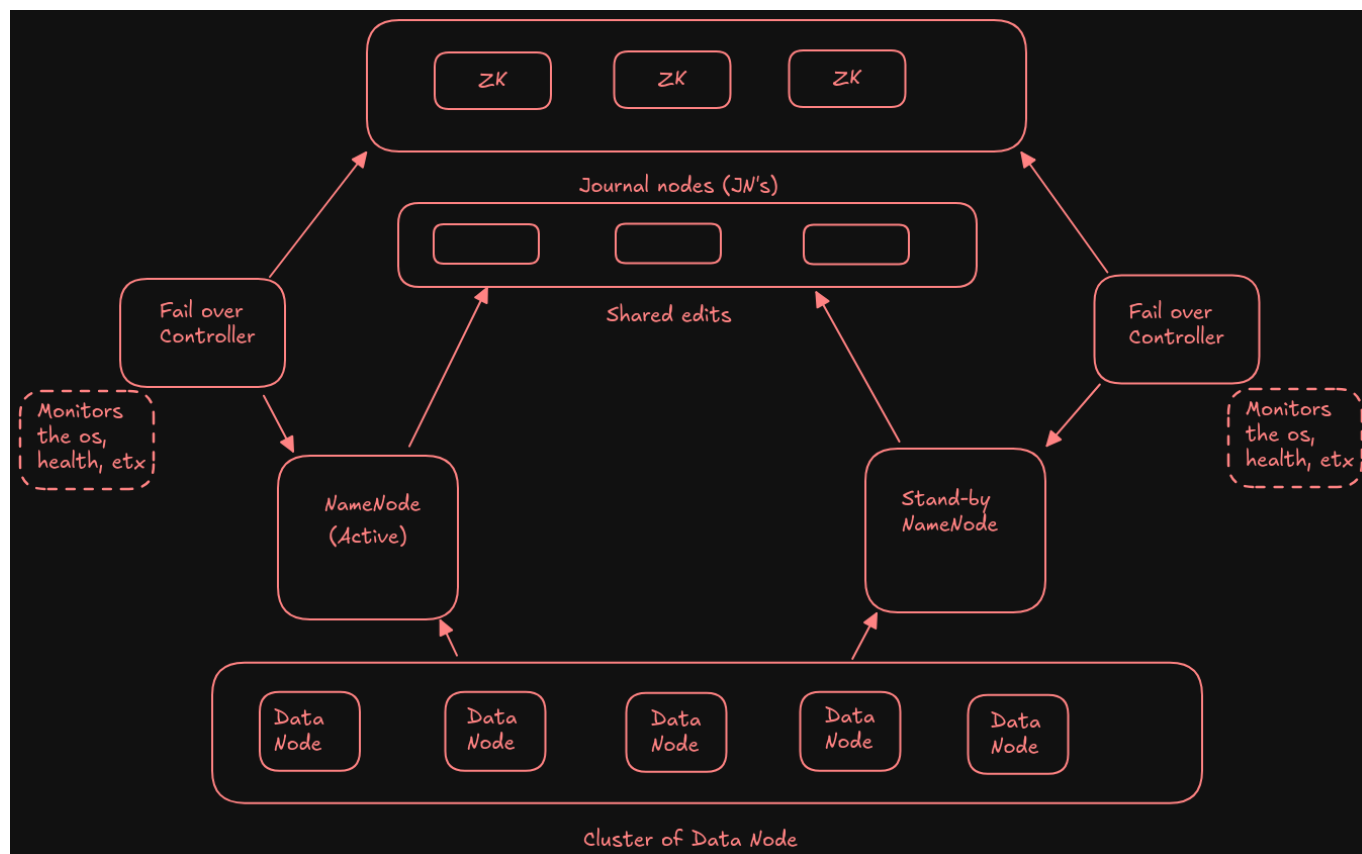 ZK
ZK
ZK
Journal nodes (JN's)
Shared edits
Fail over
Controller
Fail over
Controller
Monitors
the os,
health, etx
Monitors
the os,
health, etx
NameNode
(Active)
Stand-by
NameNode
Data
Node
Data
Node
Data
Node
Data
Node
Data
Node
Cluster of Data Node